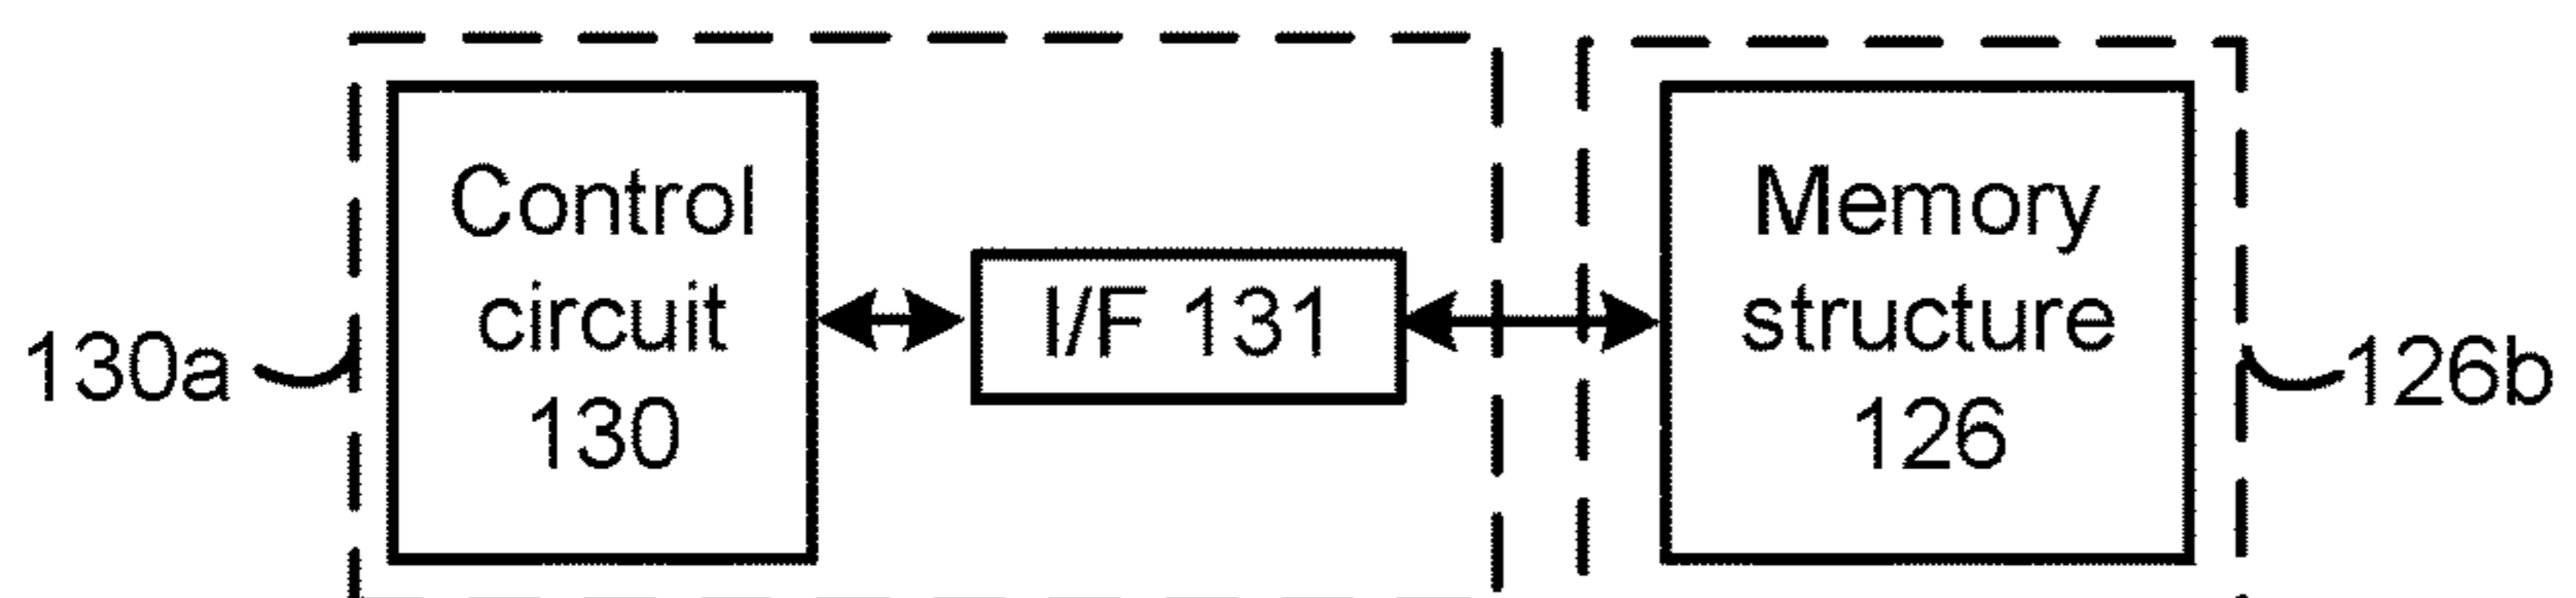 Control
circuit
130
I/F 131
Memory
structure
126
130a
126b